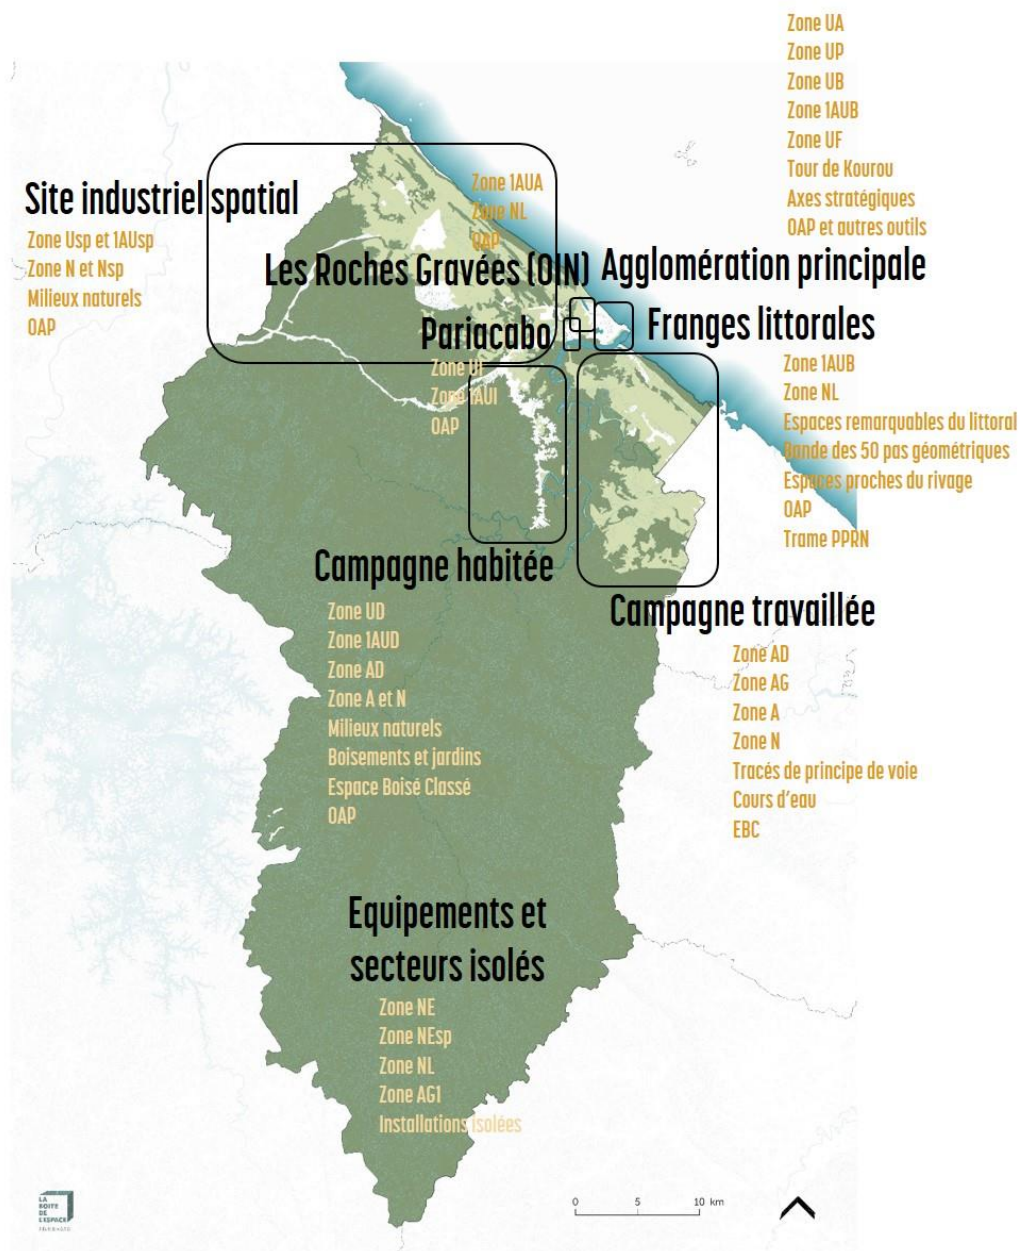 Zone UA
Zone UP
Zone UB
Zone 1AUB
Zone UF
Tour de Kourou
Axes stratégiques
OAP et autres outils
Agglomération principale
Site industriel spatial
Zone Usp et 1AUsp
Zone N et Nsp
Milieux naturels
OAP
Zone 1AUA
Zone NL
OAP
Les Roches Gravées (OIN)
Pariacabo
Zone UI
Zone 1AUI
OAP
Franges littorales
Zone 1AUB
Zone NL
Espaces remarquables du littoral
Bande des 50 pas géométriques
Espaces proches du rivage
OAP
Trame PPRN
Campagne habitée
Zone UD
Zone 1AUD
Zone AD
Zone A et N
Milieux naturels
Boisements et jardins
Espace Boisé Classé
OAP
Campagne travaillée
Zone AD
Zone AG
Zone A
Zone N
Tracés de principe de voie
Cours d'eau
EBC
Equipements et
secteurs isolés
Zone NE
Zone NEsp
Zone NL
Zone AG1
Installations isolées
LA
BOITE
DE
L'ESPACE
0 5 10 km